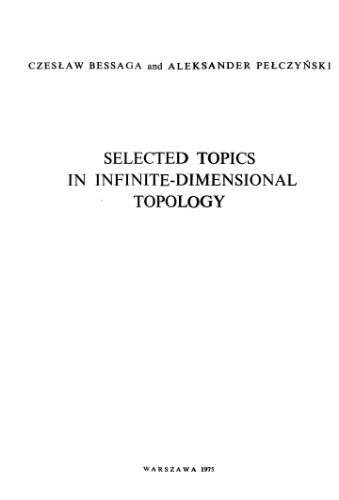 CZESŁAW BESSAGA and ALEKSANDER PEŁCZYŃSKI
SELECTED TOPICS
IN INFINITE-DIMENSIONAL
TOPOLOGY
WARSZAWA 1975